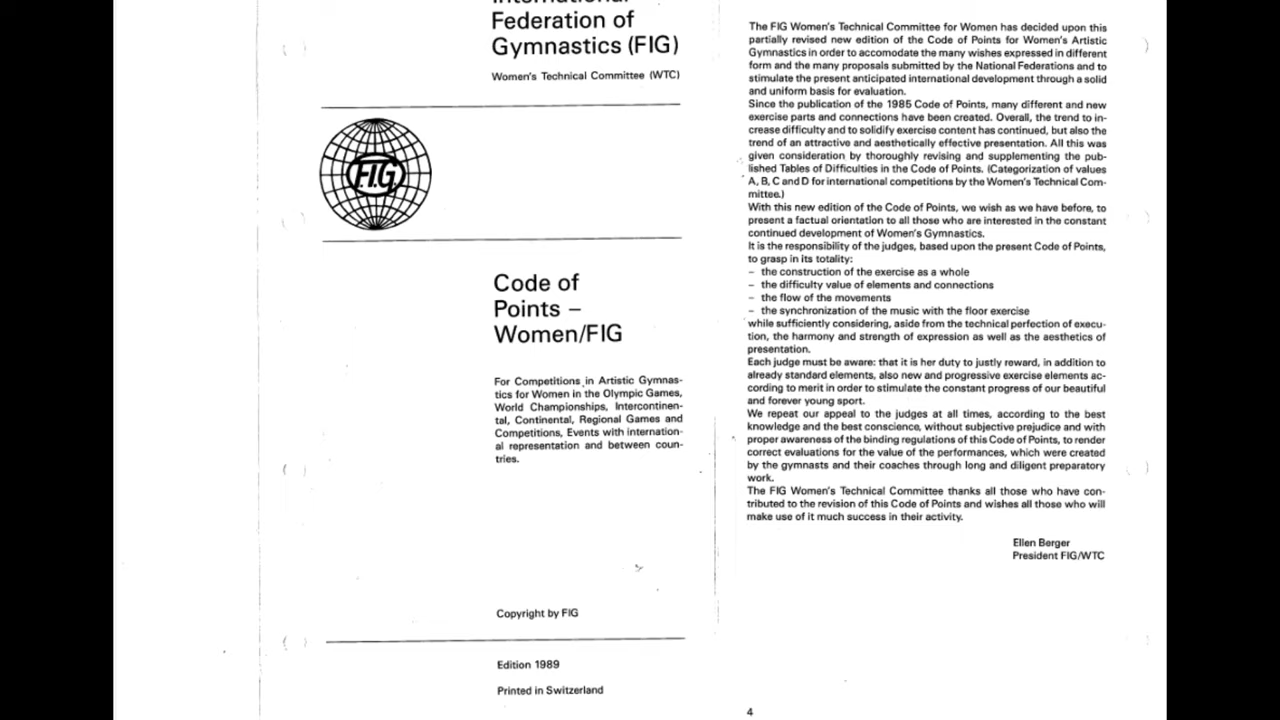 Federation of
Gymnastics (FIG)
Women's Technical Committee (WTC)
F.I.G.
Code of
Points –
Women/FIG
For Competitions in Artistic Gymnas-
tics for Women in the Olympic Games,
World Championships, Intercontinen-
tal, Continental, Regional Games and
Competitions, Events with internation-
al representation and between coun-
tries.
Copyright by FIG
Edition 1989
Printed in Switzerland
The FIG Women's Technical Committee for Women has decided upon this
partially revised new edition of the Code of Points for Women's Artistic
Gymnastics in order to accomodate the many wishes expressed in different
form and the many proposals submitted by the National Federations and to
stimulate the present anticipated international development through a solid
and uniform basis for evaluation.
Since the publication of the 1985 Code of Points, many different and new
exercise parts and connections have been created. Overall, the trend to in-
crease difficulty and to solidify exercise content has continued, but also the
trend of an attractive and aesthetically effective presentation. All this was
given consideration by thoroughly revising and supplementing the pub-
lished Tables of Difficulties in the Code of Points. (Categorization of values
A, B, C and D for international competitions by the Women's Technical Com-
mittee.)
With this new edition of the Code of Points, we wish as we have before, to
present a factual orientation to all those who are interested in the constant
continued development of Women's Gymnastics.
It is the responsibility of the judges, based upon the present Code of Points,
to grasp in its totality:
– the construction of the exercise as a whole
– the difficulty value of elements and connections
– the flow of the movements
– the synchronization of the music with the floor exercise
while sufficiently considering, aside from the technical perfection of execu-
tion, the harmony and strength of expression as well as the aesthetics of
presentation.
Each judge must be aware: that it is her duty to justly reward, in addition to
already standard elements, also new and progressive exercise elements ac-
cording to merit in order to stimulate the constant progress of our beautiful
and forever young sport.
We repeat our appeal to the judges at all times, according to the best
knowledge and the best conscience, without subjective prejudice and with
proper awareness of the binding regulations of this Code of Points, to render
correct evaluations for the value of the performances, which were created
by the gymnasts and their coaches through long and diligent preparatory
work.
The FIG Women's Technical Committee thanks all those who have con-
tributed to the revision of this Code of Points and wishes all those who will
make use of it much success in their activity.
Ellen Berger
President FIG/WTC
4